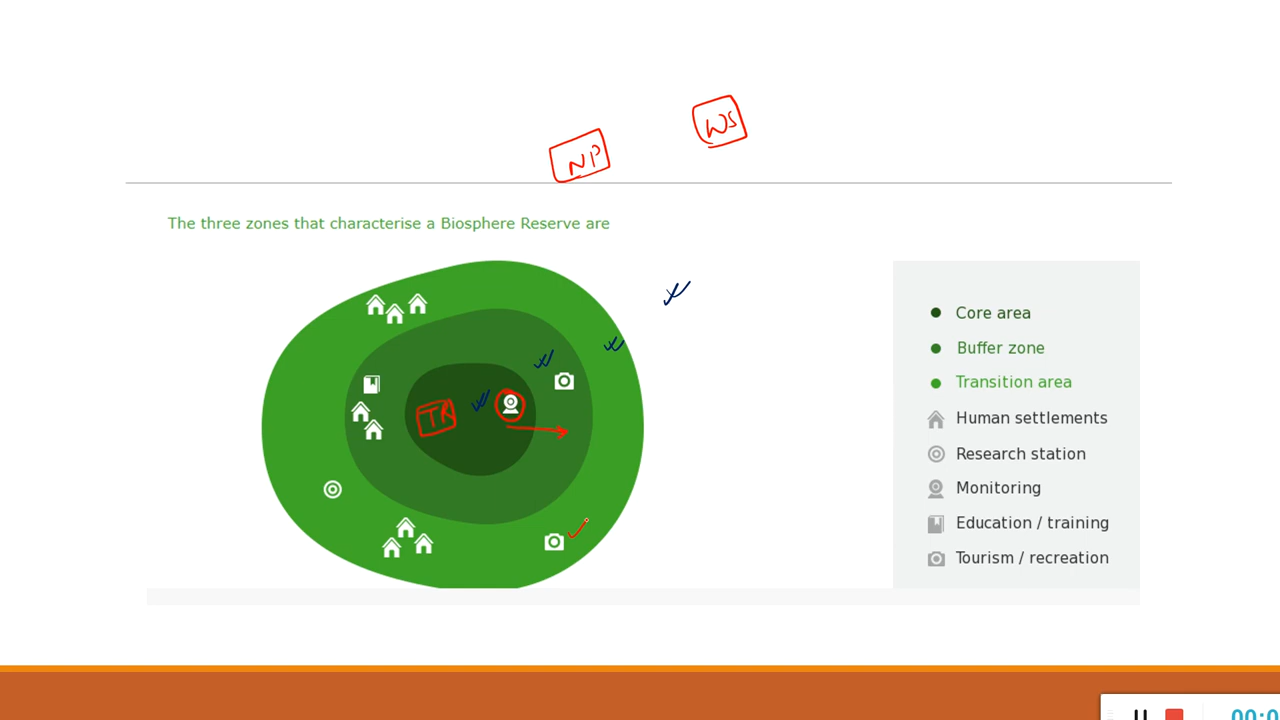 WS
NP
The three zones that characterise a Biosphere Reserve are
TR
Core area
Buffer zone
Transition area
Human settlements
Research station
Monitoring
Education / training
Tourism / recreation